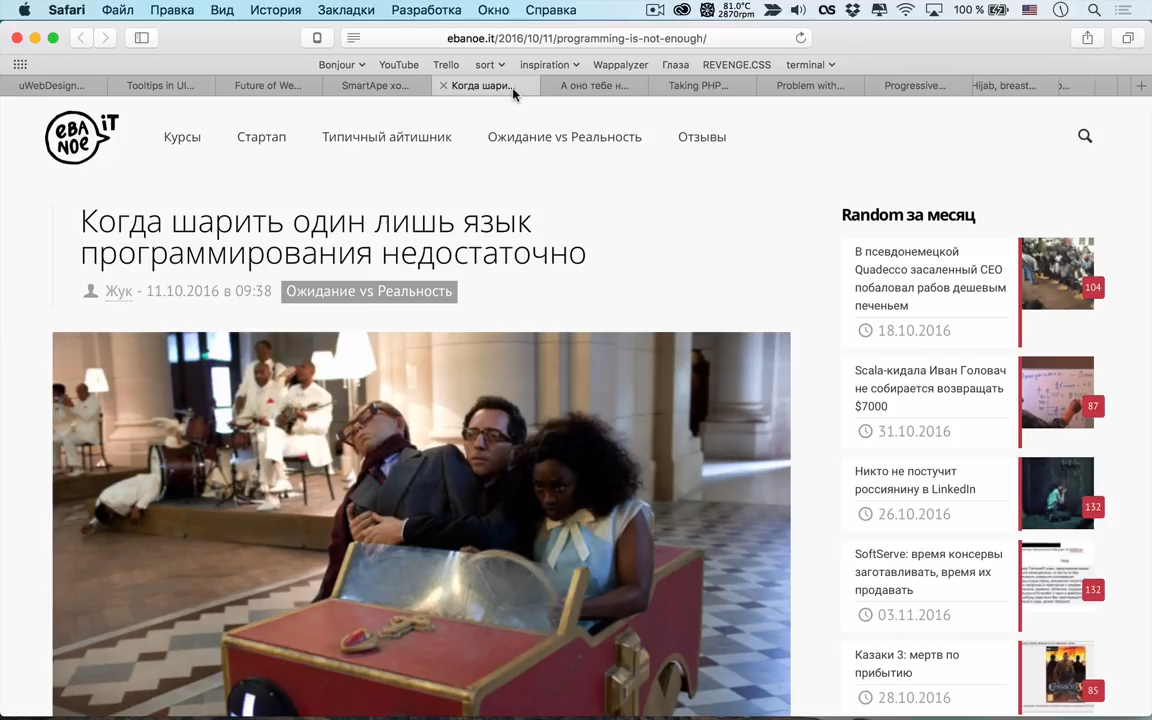 Safari Файл Правка Вид История Закладки Разработка Окно Справка 81.0°C 2870rpm 100 %
ebanoe.it/2016/10/11/programming-is-not-enough/
Bonjour YouTube Trello sort inspiration Wappalyzer Глаза REVENGE.CSS terminal
uWebDesign... Tooltips in UI... Future of We... SmartApe хо... Когда шари... А оно тебе н... Taking PHP... Problem with... Progressive... Hijab, breast...
EBA NOE iT
Курсы Стартап Типичный айтишник Ожидание vs Реальность Отзывы
Когда шарить один лишь язык
программирования недостаточно
Жук - 11.10.2016 в 09:38 Ожидание vs Реальность
Random за месяц
В псевдонемецкой
Quadecco засаленный CEO
побаловал рабов дешевым
печеньем
104
18.10.2016
Scala-кидала Иван Головач
не собирается возвращать
$7000
87
31.10.2016
Никто не постучит
россиянину в LinkedIn
132
26.10.2016
SoftServe: время консервы
заготавливать, время их
продавать
132
03.11.2016
Казаки 3: мертв по
прибытию
85
28.10.2016